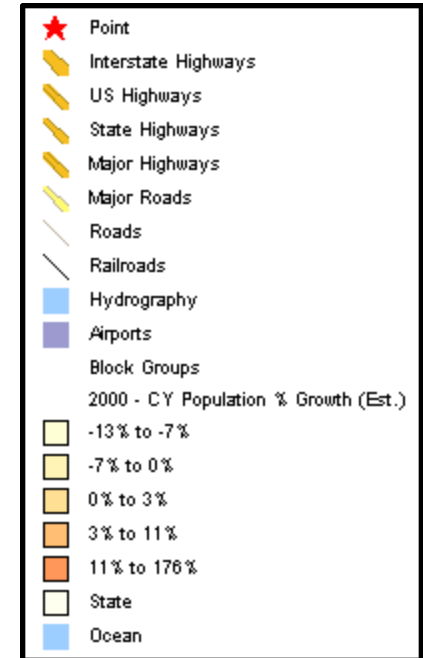 Point
Interstate Highways
US Highways
State Highways
Major Highways
Major Roads
Roads
Railroads
Hydrography
Airports
Block Groups
2000 - CY Population % Growth (Est.)
-13% to -7%
-7% to 0%
0% to 3%
3% to 11%
11% to 176%
State
Ocean